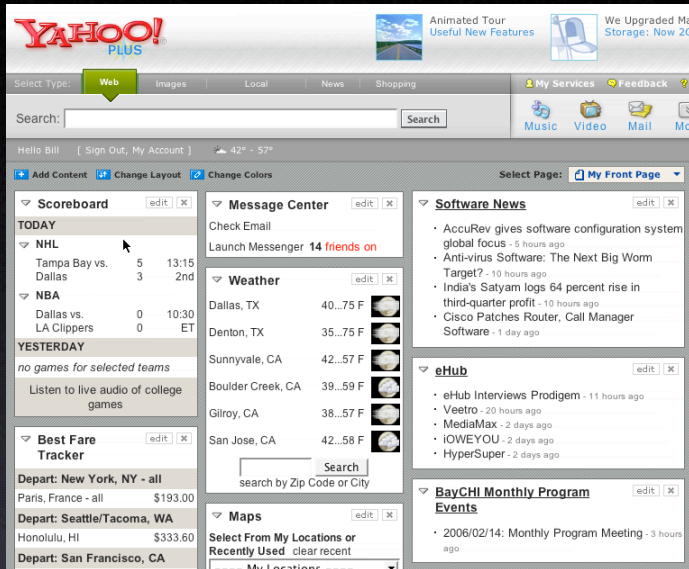 YAHOO!
PLUS
Animated Tour
Useful New Features
We Upgraded
Storage: Now
Select Type: Web Images Local News Shopping
My Services Feedback
Search: Search
Music Video Mail
Hello Bill [ Sign Out, My Account ] 42° - 57°
Add Content Change Layout Change Colors
Select Page: My Front Page
Scoreboard edit
TODAY
NHL
Tampa Bay vs. 5 13:15
Dallas 3 2nd
NBA
Dallas vs. 0 10:30
LA Clippers 0 ET
YESTERDAY
no games for selected teams
Listen to live audio of college
games
Best Fare edit
Tracker
Depart: New York, NY - all
Paris, France - all $193.00
Depart: Seattle/Tacoma, WA
Honolulu, HI $333.60
Depart: San Francisco, CA
Message Center edit
Check Email
Launch Messenger 14 friends on
Weather edit
Dallas, TX 40...75 F
Denton, TX 35...75 F
Sunnyvale, CA 42...57 F
Boulder Creek, CA 39...59 F
Gilroy, CA 38...57 F
San Jose, CA 42...58 F
Search
search by Zip Code or City
Maps edit
Select From My Locations or
Recently Used clear recent
---- My Locations ----
Software News edit
· AccuRev gives software configuration system
global focus - 5 hours ago
· Anti-virus Software: The Next Big Worm
Target? - 10 hours ago
· India's Satyam logs 64 percent rise in
third-quarter profit - 10 hours ago
· Cisco Patches Router, Call Manager
Software - 1 day ago
eHub edit
· eHub Interviews Prodigem - 11 hours ago
· Veetro - 20 hours ago
· MediaMax - 2 days ago
· iOWEYOU - 2 days ago
· HyperSuper - 2 days ago
BayCHI Monthly Program edit
Events
· 2006/02/14: Monthly Program Meeting - 3 hours
ago